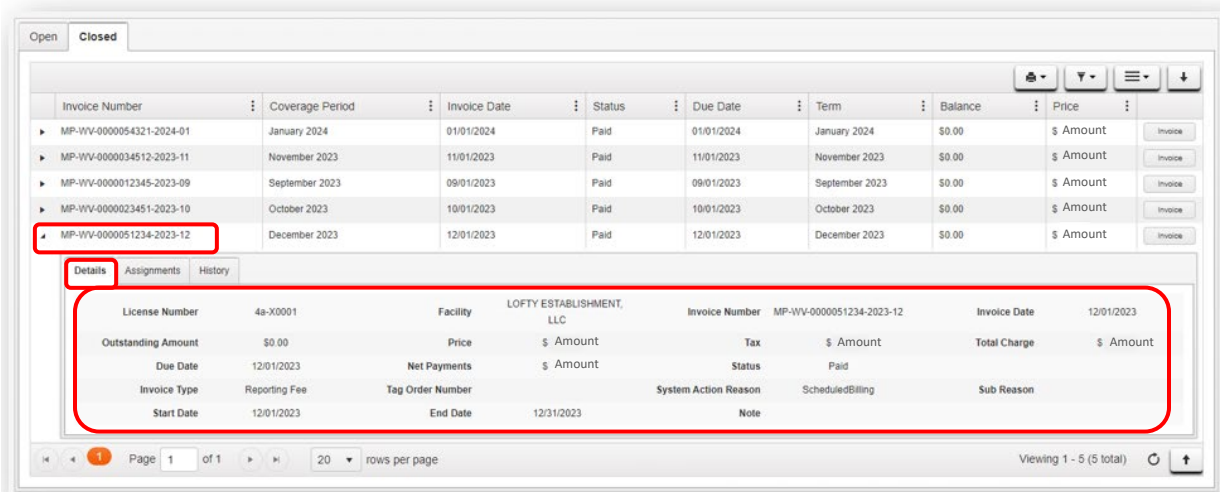 Open Closed
Invoice Number Coverage Period Invoice Date Status Due Date Term Balance Price
MP-WV-0000054321-2024-01 January 2024 01/01/2024 Paid 01/01/2024 January 2024 $0.00 $ Amount Invoice
MP-WV-0000034512-2023-11 November 2023 11/01/2023 Paid 11/01/2023 November 2023 $0.00 $ Amount Invoice
MP-WV-0000012345-2023-09 September 2023 09/01/2023 Paid 09/01/2023 September 2023 $0.00 $ Amount Invoice
MP-WV-0000023451-2023-10 October 2023 10/01/2023 Paid 10/01/2023 October 2023 $0.00 $ Amount Invoice
MP-WV-0000051234-2023-12 December 2023 12/01/2023 Paid 12/01/2023 December 2023 $0.00 $ Amount Invoice
Details Assignments History
License Number 4a-X0001 Facility LOFTY ESTABLISHMENT, LLC Invoice Number MP-WV-0000051234-2023-12 Invoice Date 12/01/2023
Outstanding Amount $0.00 Price $ Amount Tax $ Amount Total Charge $ Amount
Due Date 12/01/2023 Net Payments $ Amount Status Paid
Invoice Type Reporting Fee Tag Order Number System Action Reason ScheduledBilling Sub Reason
Start Date 12/01/2023 End Date 12/31/2023 Note
1 Page 1 of 1 20 rows per page Viewing 1 - 5 (5 total)